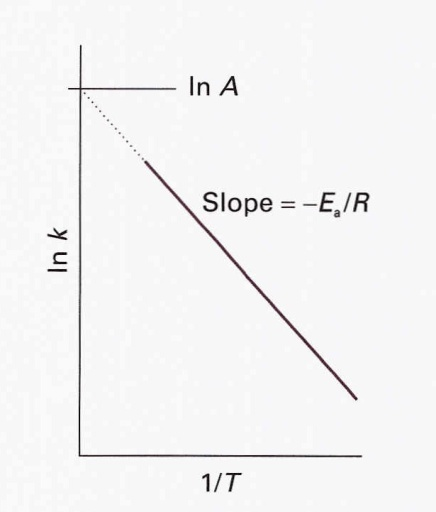 ln A
Slope = –Eₐ/R
ln k
1/T